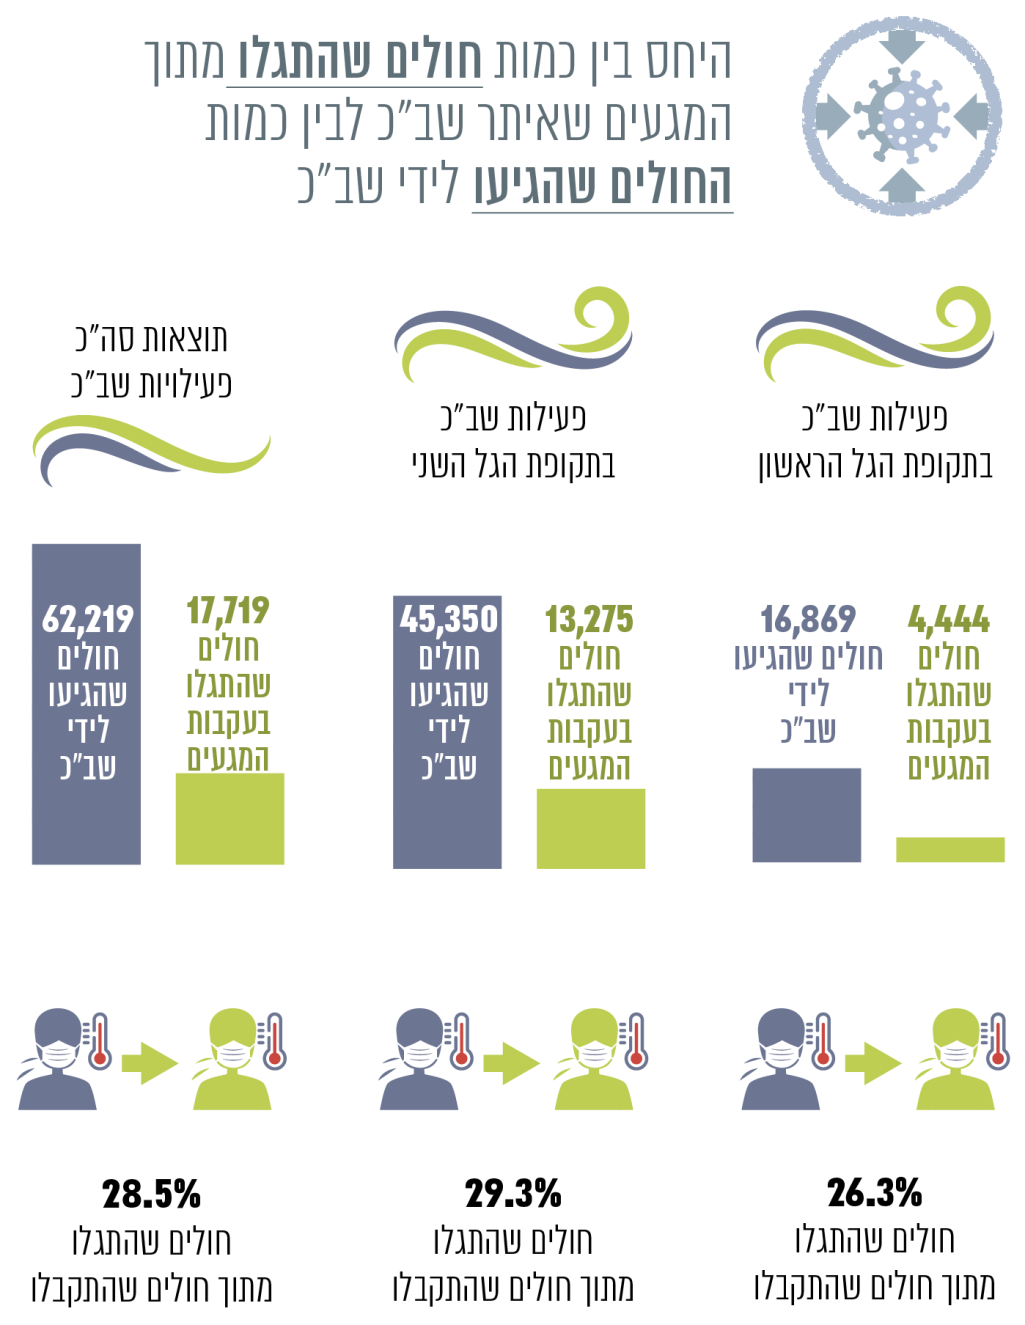 היחס בין כמות חולים שהתגלו מתוך
המגעים שאיתר שב"כ לבין כמות
החולים שהגיעו לידי שב"כ
פעילות שב"כ
בתקופת הגל הראשון
4,444
חולים
שהתגלו
בעקבות
המגעים
16,869
חולים שהגיעו
לידי
שב"כ
26.3%
חולים שהתגלו
מתוך חולים שהתקבלו
פעילות שב"כ
בתקופת הגל השני
13,275
חולים
שהתגלו
בעקבות
המגעים
45,350
חולים
שהגיעו
לידי
שב"כ
29.3%
חולים שהתגלו
מתוך חולים שהתקבלו
תוצאות סה"כ
פעילויות שב"כ
17,719
חולים
שהתגלו
בעקבות
המגעים
62,219
חולים
שהגיעו
לידי
שב"כ
28.5%
חולים שהתגלו
מתוך חולים שהתקבלו